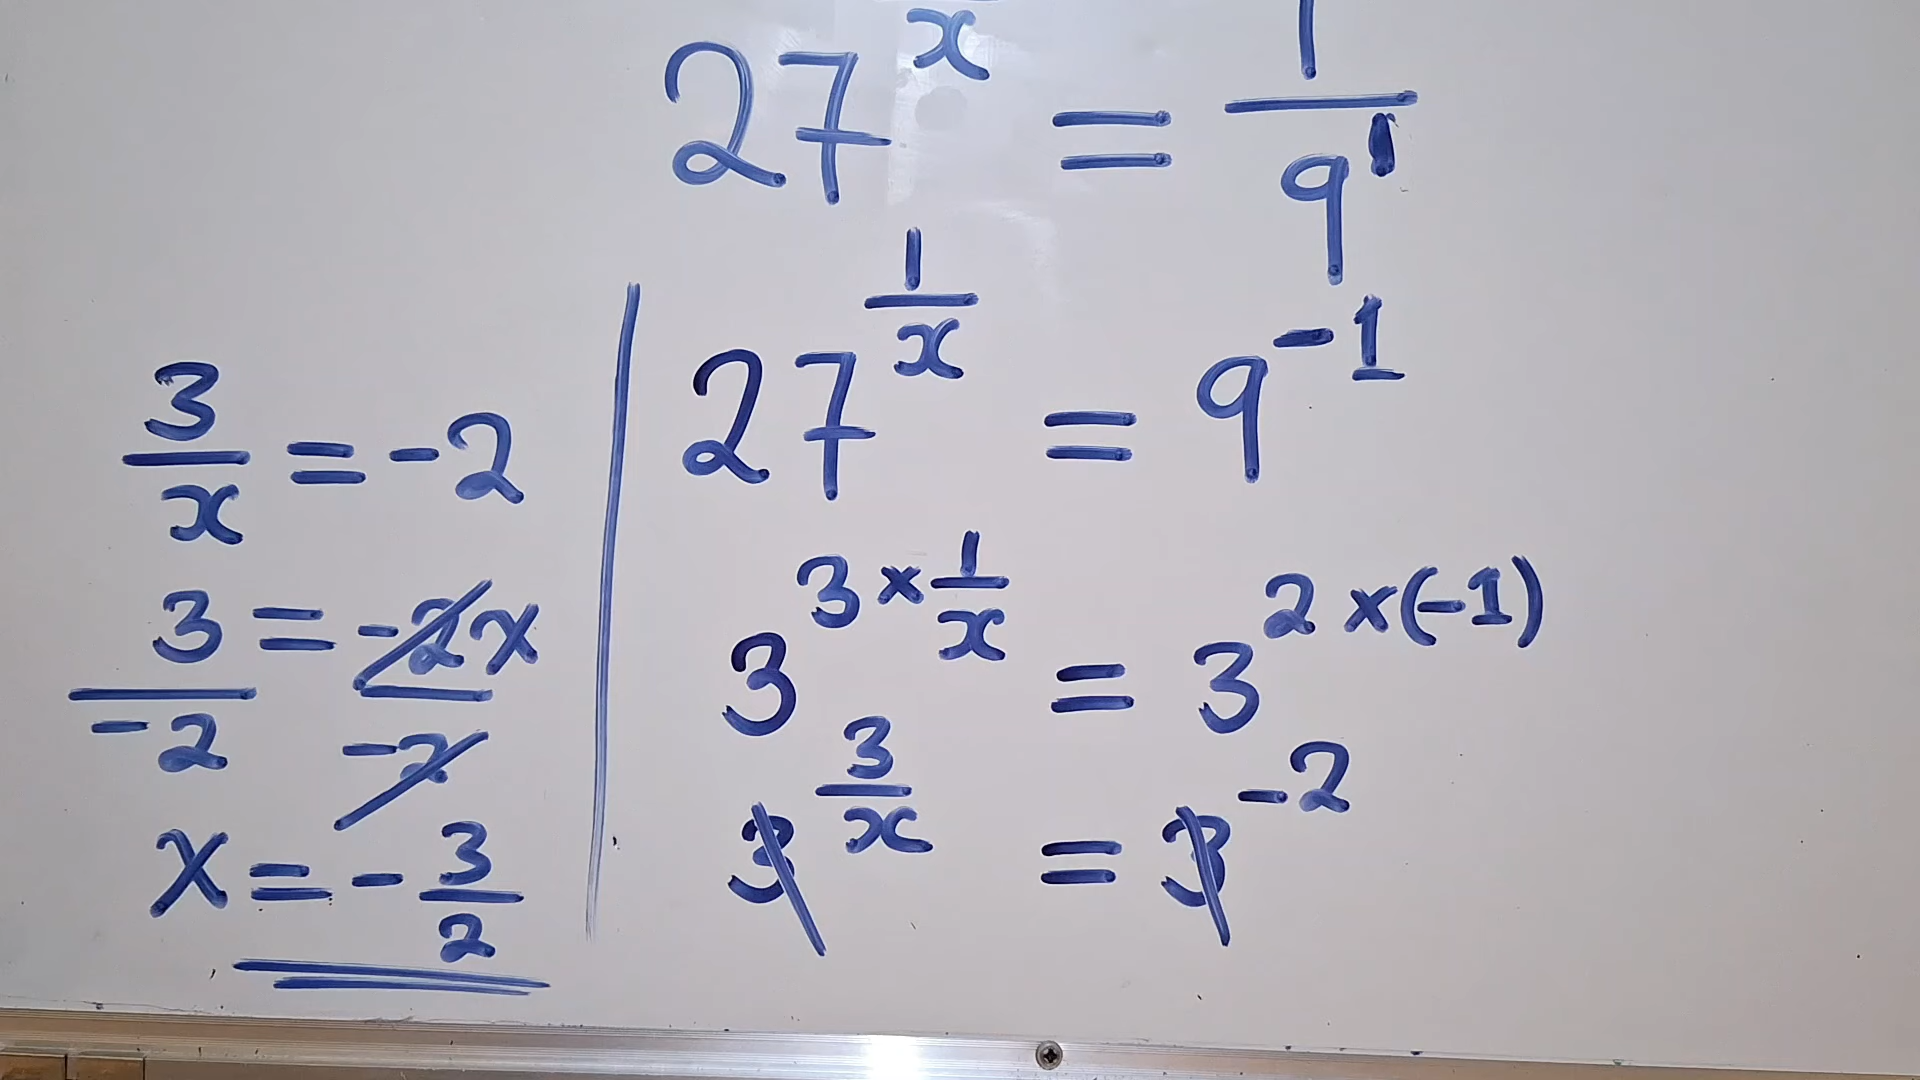 27^(1/x) = 1/9^1
27^(1/x) = 9^-1
3^(3×1/x) = 3^(2×(-1))
3^(3/x) = 3^-2
3/x = -2
3/-2 = -2x/-2
x = -3/2